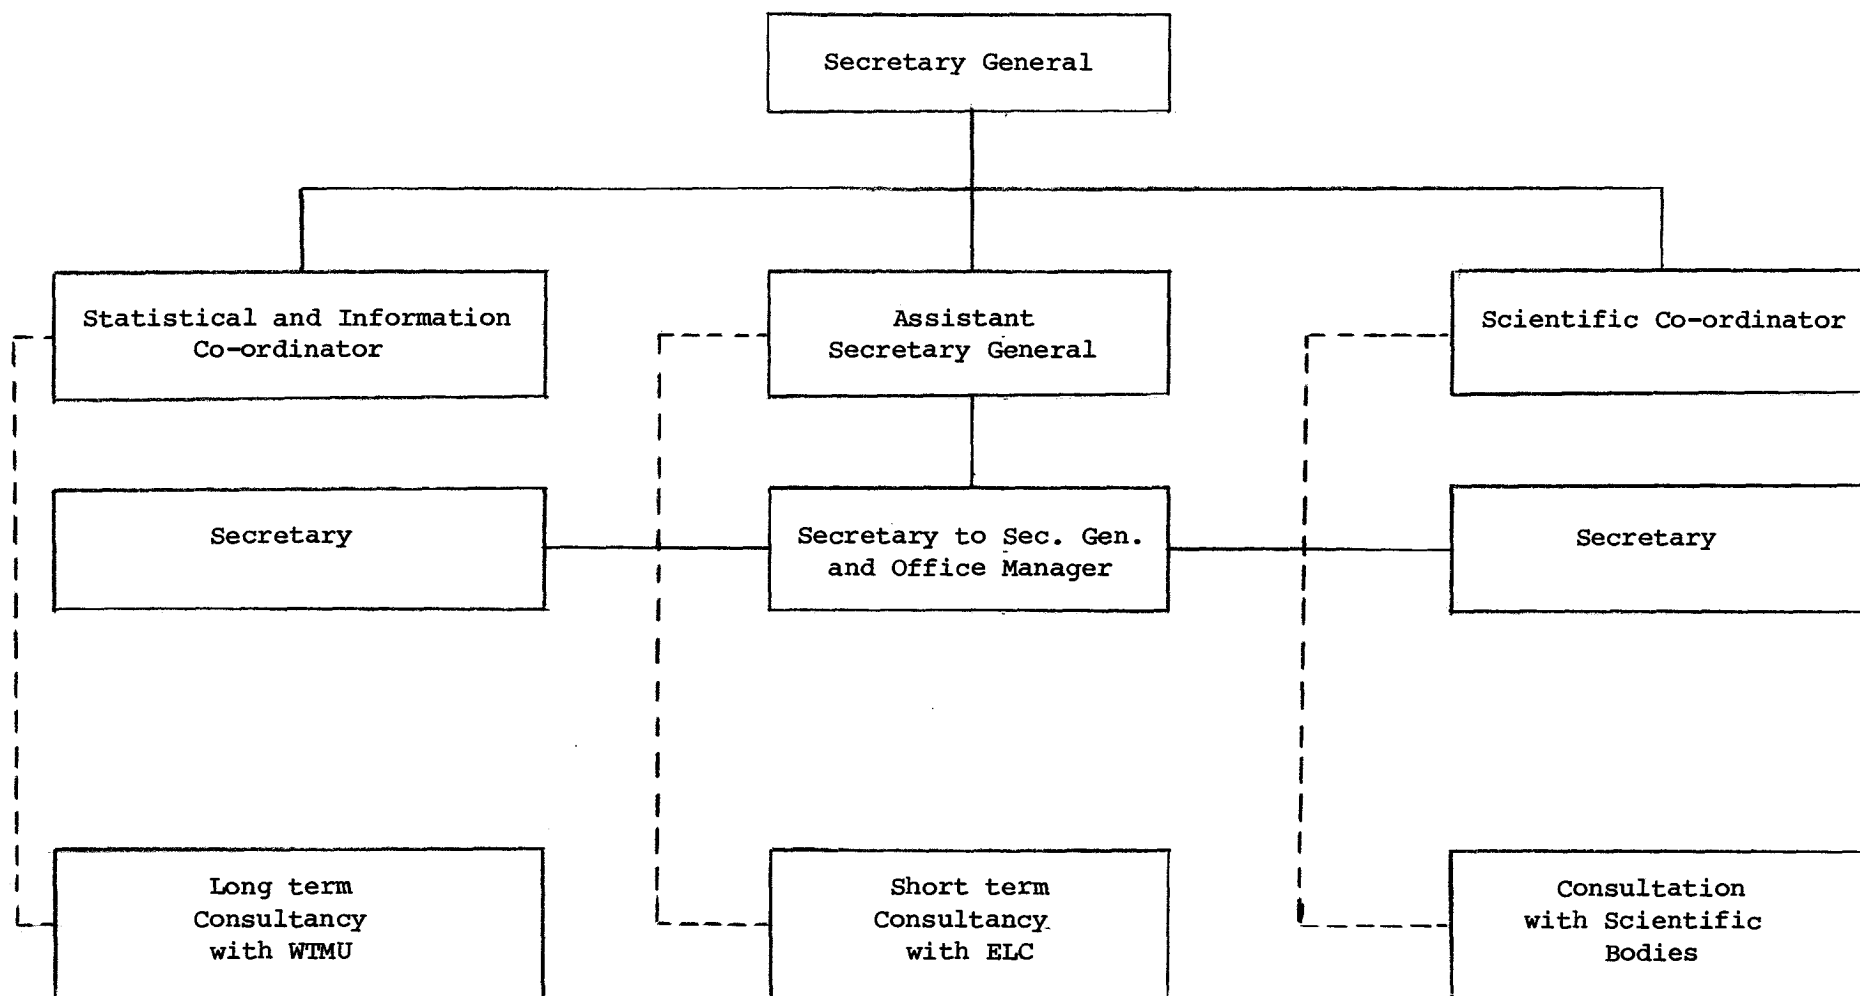 Secretary General
Statistical and Information
Co-ordinator
Assistant
Secretary General
Scientific Co-ordinator
Secretary
Secretary to Sec. Gen.
and Office Manager
Secretary
Long term
Consultancy
with WTMU
Short term
Consultancy
with ELC
Consultation
with Scientific
Bodies